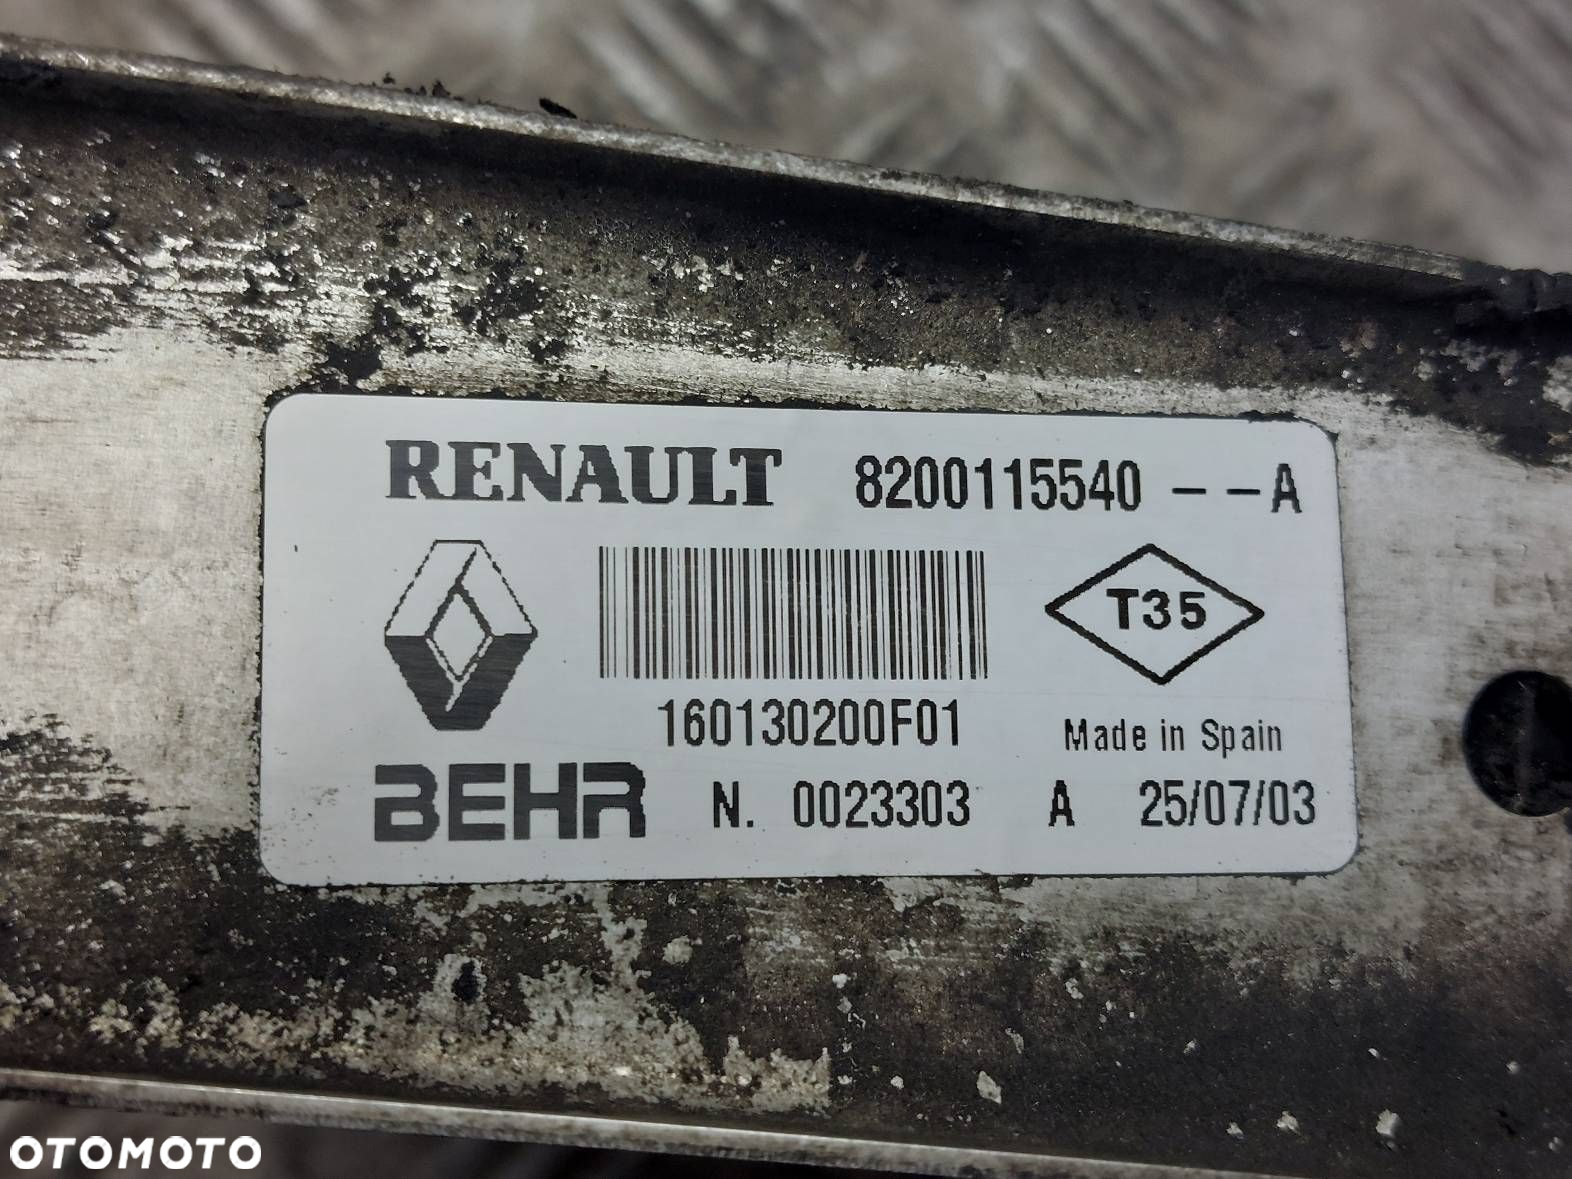 RENAULT 8200115540 --A
T35
160130200F01
Made in Spain
BEHR N. 0023303 A 25/07/03
OTOMOTO